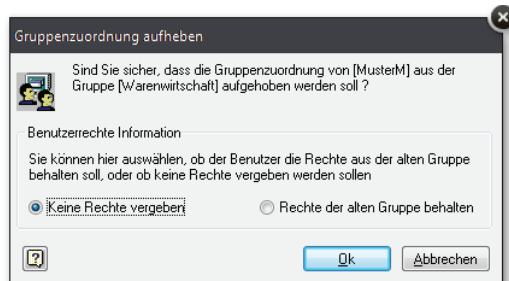 Gruppenzuordnung aufheben
Sind Sie sicher, dass die Gruppenzuordnung von [MusterM] aus der
Gruppe [Warenwirtschaft] aufgehoben werden soll ?
Benutzerrechte Information
Sie können hier auswählen, ob der Benutzer die Rechte aus der alten Gruppe
behalten soll, oder ob keine Rechte vergeben werden sollen
Keine Rechte vergeben Rechte der alten Gruppe behalten
? Ok Abbrechen